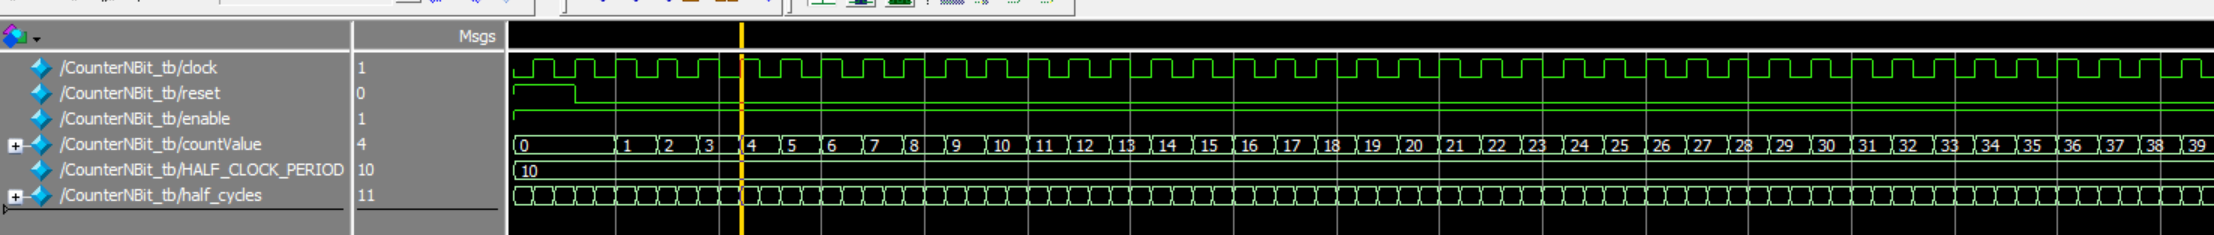 Msgs
/CounterNBit_tb/clock 1
/CounterNBit_tb/reset 0
/CounterNBit_tb/enable 1
/CounterNBit_tb/countValue 4 0 1 2 3 4 5 6 7 8 9 10 11 12 13 14 15 16 17 18 19 20 21 22 23 24 25 26 27 28 29 30 31 32 33 34 35 36 37 38 39
/CounterNBit_tb/HALF_CLOCK_PERIOD 10 10
/CounterNBit_tb/half_cycles 11